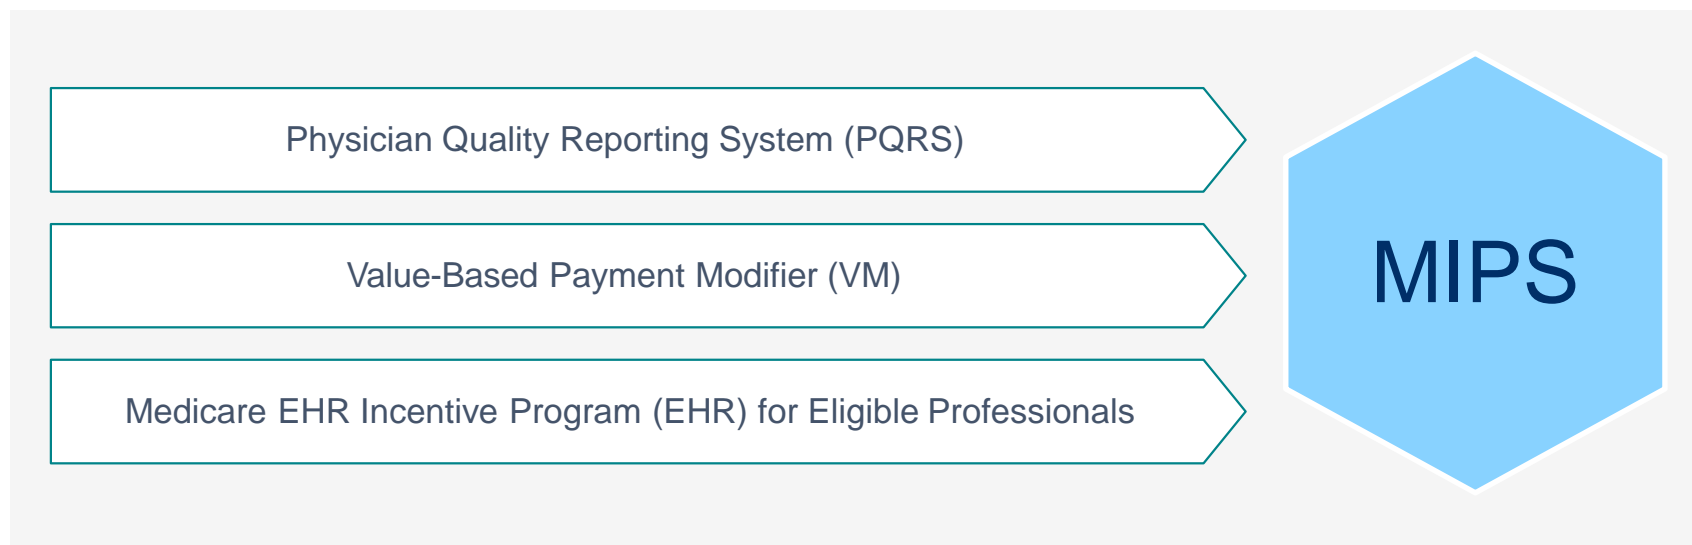 Physician Quality Reporting System (PQRS)
Value-Based Payment Modifier (VM)
Medicare EHR Incentive Program (EHR) for Eligible Professionals
MIPS